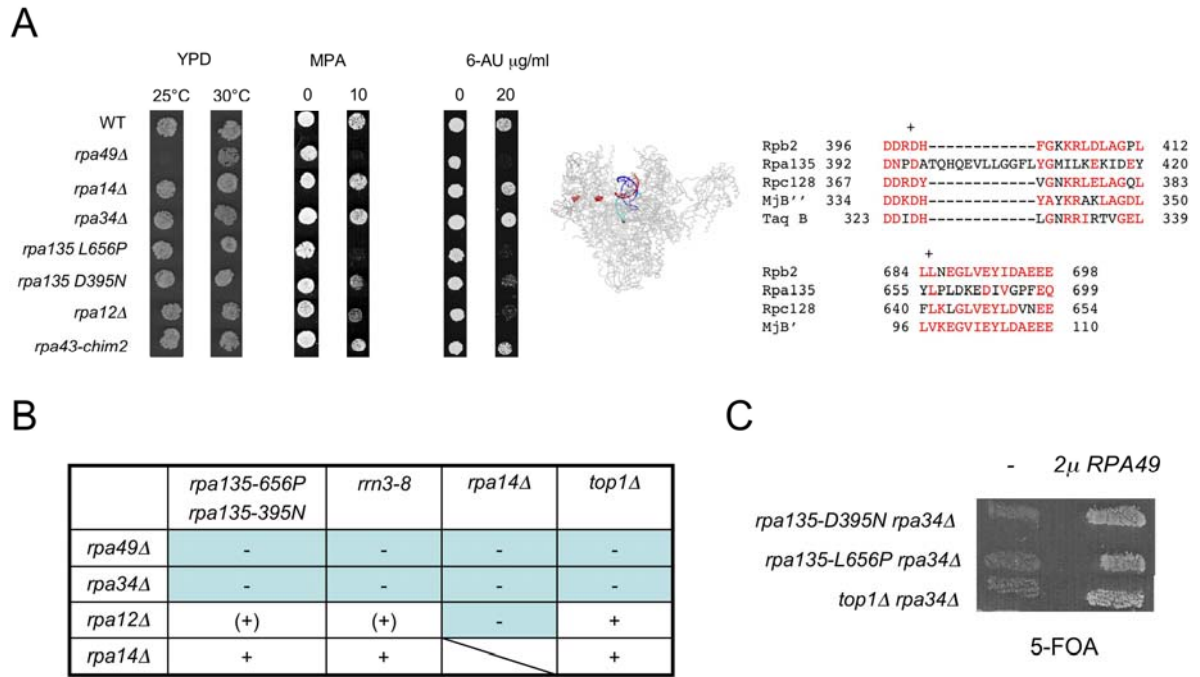 A
YPD MPA 6-AU µg/ml
25°C 30°C 0 10 0 20
WT
rpa49Δ
rpa14Δ
rpa34Δ
rpa135 L656P
rpa135 D395N
rpa12Δ
rpa43-chim2
+
Rpb2 396 DDRDH------------FGKKRLDLAGPL 412
Rpa135 392 DNPDATQHQEVLLGGFLYGMILKEKIDEY 420
Rpc128 367 DDRDY------------VGNKRLELAGQL 383
MjB'' 334 DDKDH------------YAYKRAKLAGDL 350
Taq B 323 DDIDH------------LGNRRIRTVGEL 339
+
Rpb2 684 LLNEGLVEYIDAEEE 698
Rpa135 655 YLPLDKEDIVGPFEQ 699
Rpc128 640 FLKLGLVEYLDVNEE 654
MjB' 96 LVKEGVIEYLDAEEE 110
B
rpa135-656P rpa135-395N rrn3-8 rpa14Δ top1Δ
rpa49Δ - - - -
rpa34Δ - - - -
rpa12Δ (+) (+) - +
rpa14Δ + + +
C
- 2µ RPA49
rpa135-D395N rpa34Δ
rpa135-L656P rpa34Δ
top1Δ rpa34Δ
5-FOA